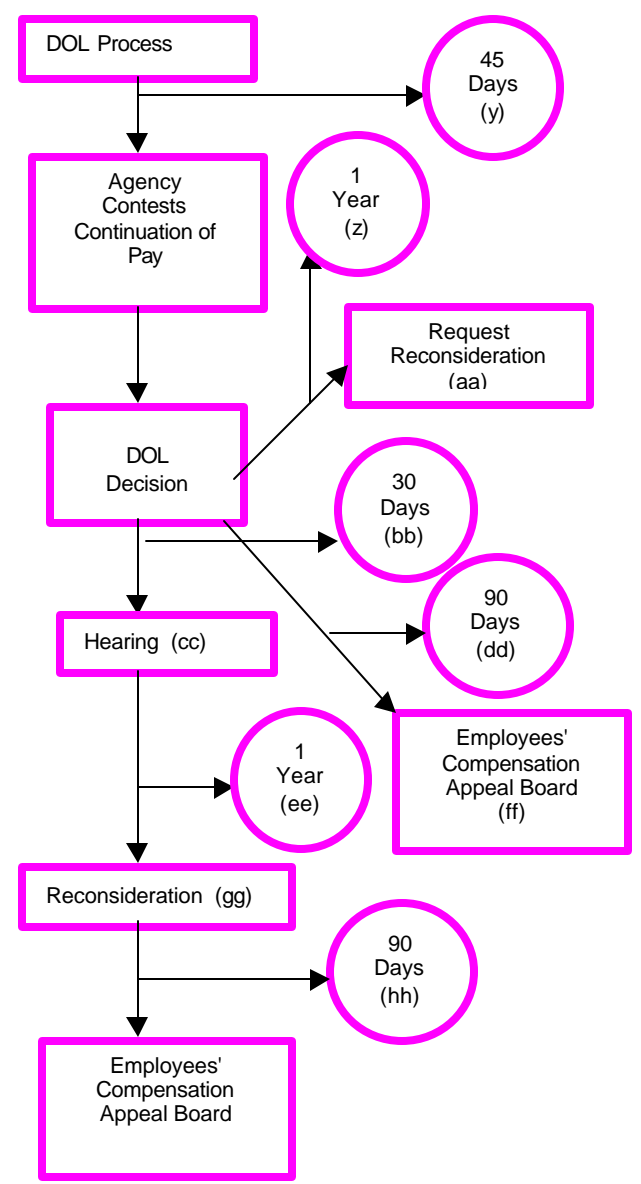 DOL Process
45
Days
(y)
Agency
Contests
Continuation of
Pay
1
Year
(z)
Request
Reconsideration
(aa)
DOL
Decision
30
Days
(bb)
Hearing (cc)
90
Days
(dd)
1
Year
(ee)
Employees'
Compensation
Appeal Board
(ff)
Reconsideration (gg)
90
Days
(hh)
Employees'
Compensation
Appeal Board